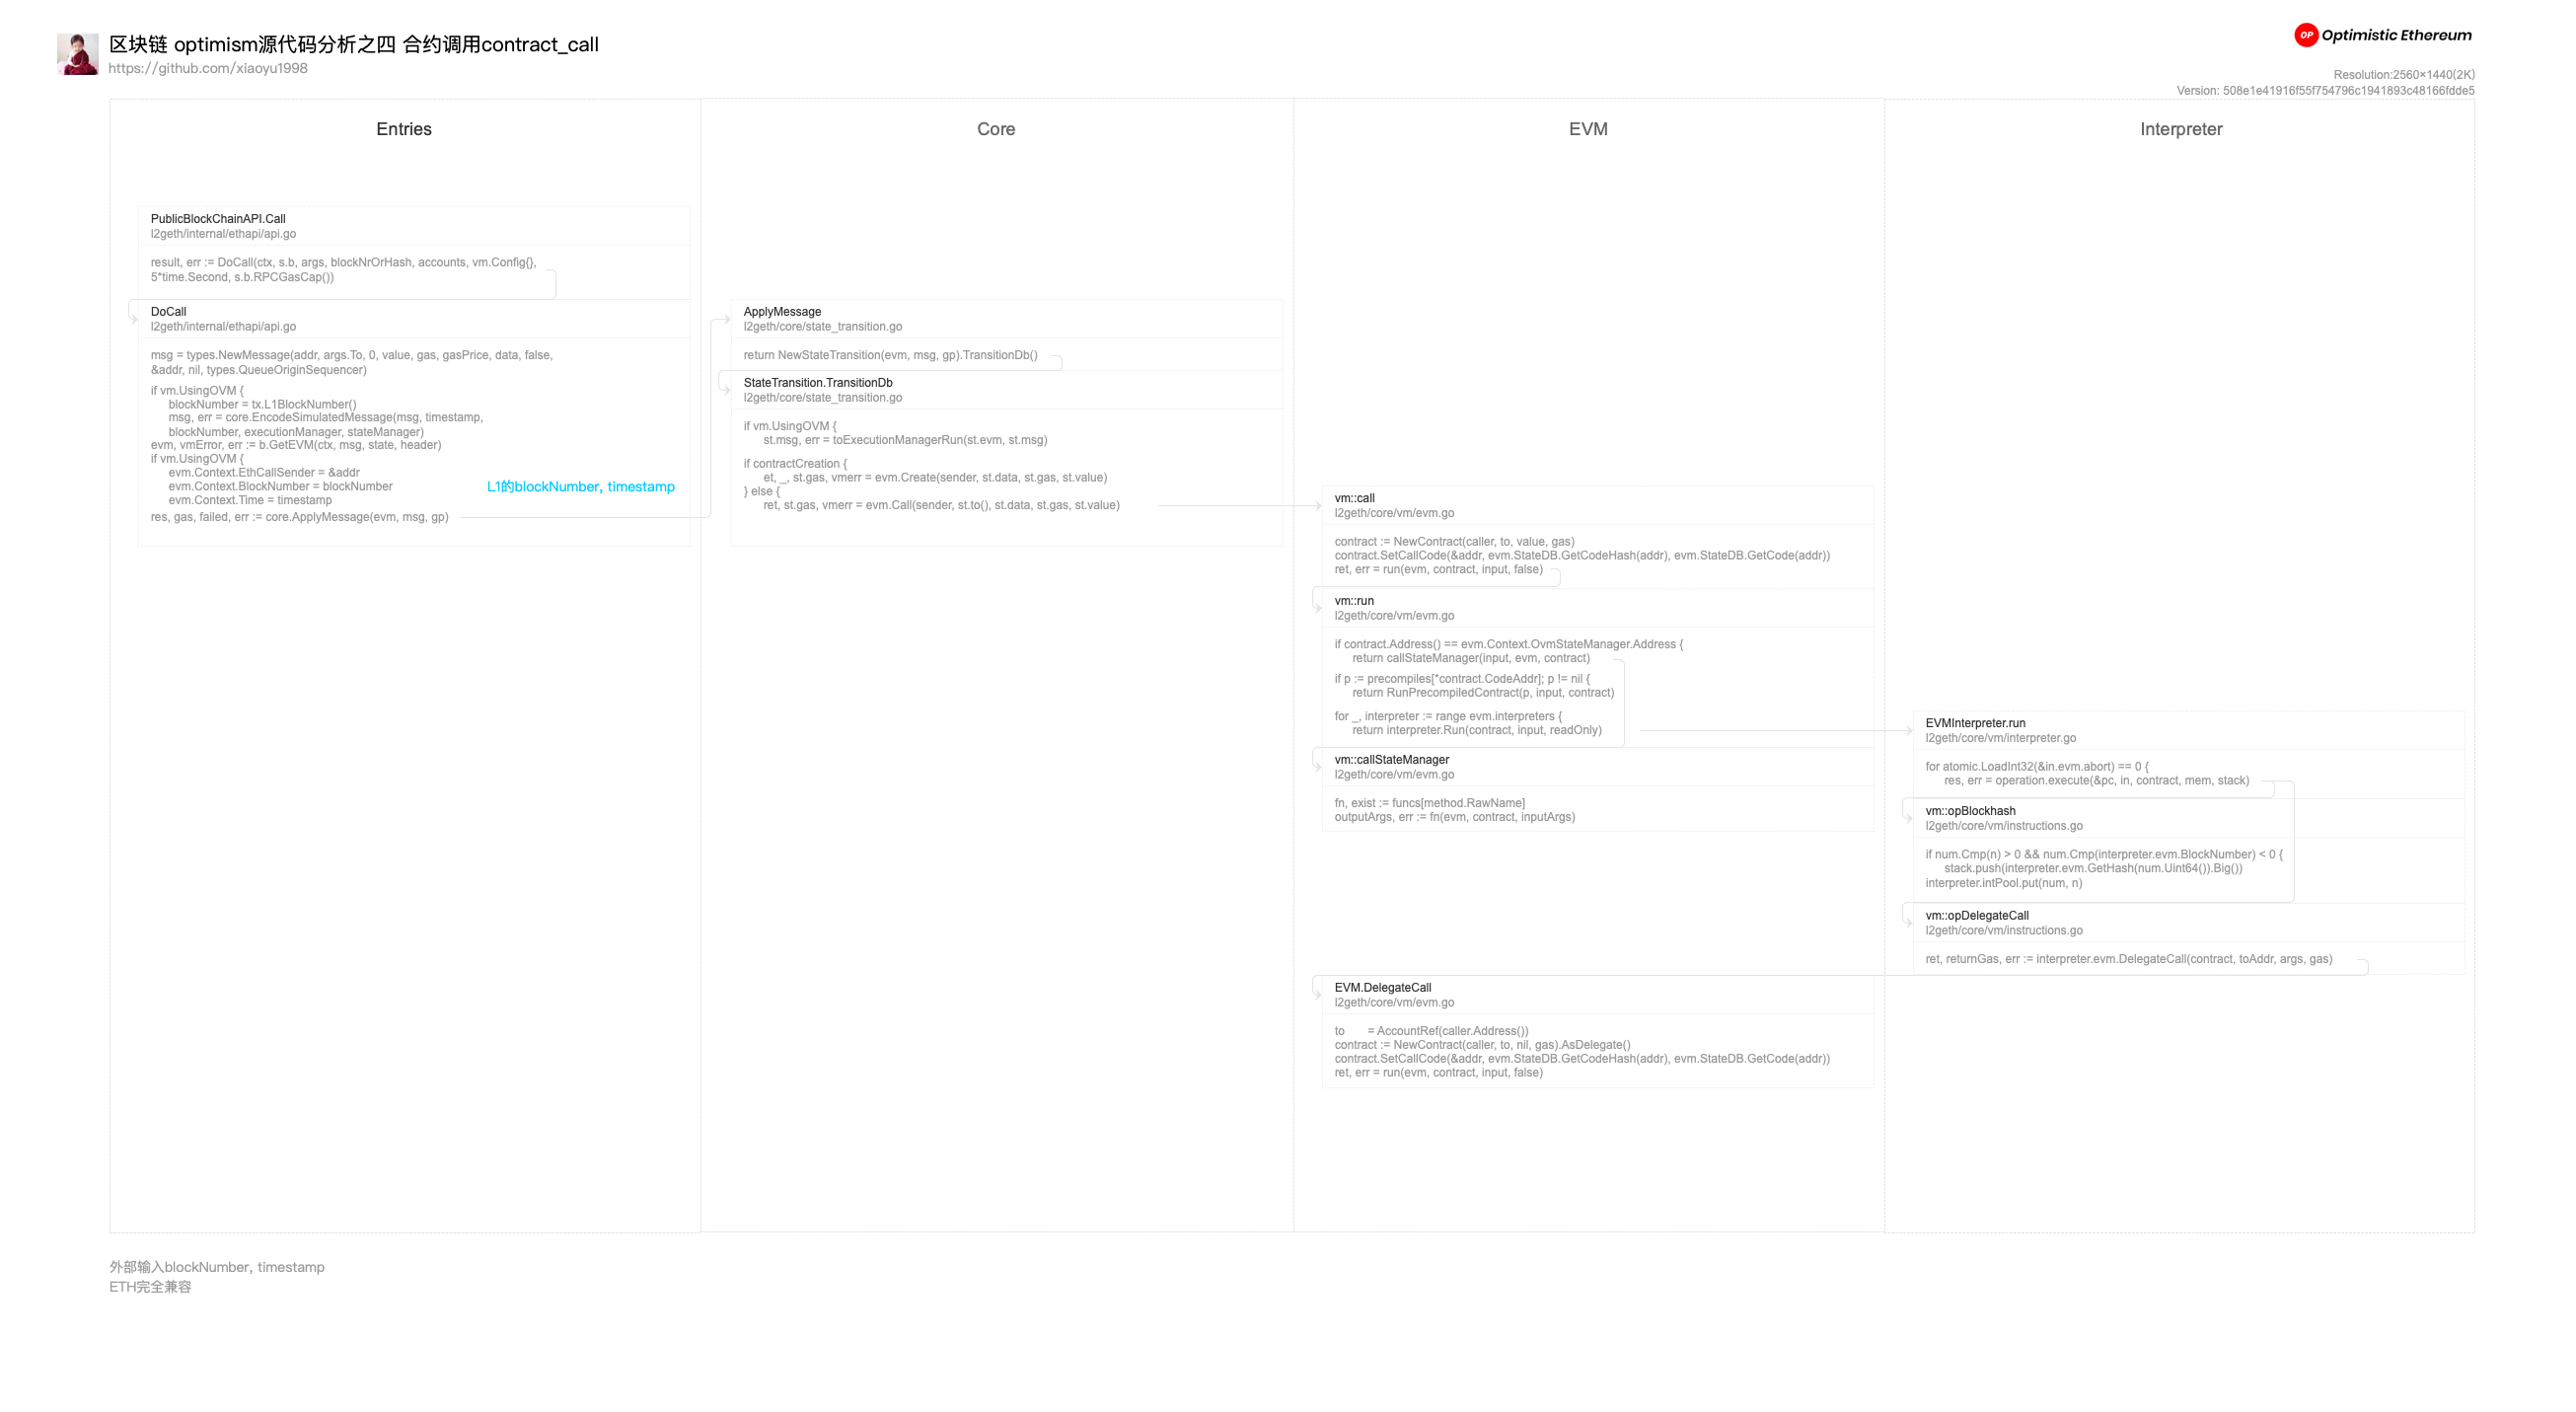 区块链 optimism源代码分析之四 合约调用contract_call
https://github.com/xiaoyu1998
OP Optimistic Ethereum
Resolution:2560×1440(2K)
Version: 508e1e41916f55f754796c1941893c48166fdde5
Entries
PublicBlockChainAPI.Call
l2geth/internal/ethapi/api.go
result, err := DoCall(ctx, s.b, args, blockNrOrHash, accounts, vm.Config{},
5*time.Second, s.b.RPCGasCap())
DoCall
l2geth/internal/ethapi/api.go
msg = types.NewMessage(addr, args.To, 0, value, gas, gasPrice, data, false,
&addr, nil, types.QueueOriginSequencer)
if vm.UsingOVM {
blockNumber = tx.L1BlockNumber()
msg, err = core.EncodeSimulatedMessage(msg, timestamp,
blockNumber, executionManager, stateManager)
evm, vmError, err := b.GetEVM(ctx, msg, state, header)
if vm.UsingOVM {
evm.Context.EthCallSender = &addr
evm.Context.BlockNumber = blockNumber
evm.Context.Time = timestamp
L1的blockNumber, timestamp
res, gas, failed, err := core.ApplyMessage(evm, msg, gp)
Core
ApplyMessage
l2geth/core/state_transition.go
return NewStateTransition(evm, msg, gp).TransitionDb()
StateTransition.TransitionDb
l2geth/core/state_transition.go
if vm.UsingOVM {
st.msg, err = toExecutionManagerRun(st.evm, st.msg)
if contractCreation {
et, _, st.gas, vmerr = evm.Create(sender, st.data, st.gas, st.value)
} else {
ret, st.gas, vmerr = evm.Call(sender, st.to(), st.data, st.gas, st.value)
EVM
vm::call
l2geth/core/vm/evm.go
contract := NewContract(caller, to, value, gas)
contract.SetCallCode(&addr, evm.StateDB.GetCodeHash(addr), evm.StateDB.GetCode(addr))
ret, err = run(evm, contract, input, false)
vm::run
l2geth/core/vm/evm.go
if contract.Address() == evm.Context.OvmStateManager.Address {
return callStateManager(input, evm, contract)
if p := precompiles[*contract.CodeAddr]; p != nil {
return RunPrecompiledContract(p, input, contract)
for _, interpreter := range evm.interpreters {
return interpreter.Run(contract, input, readOnly)
vm::callStateManager
l2geth/core/vm/evm.go
fn, exist := funcs[method.RawName]
outputArgs, err := fn(evm, contract, inputArgs)
EVM.DelegateCall
l2geth/core/vm/evm.go
to = AccountRef(caller.Address())
contract := NewContract(caller, to, nil, gas).AsDelegate()
contract.SetCallCode(&addr, evm.StateDB.GetCodeHash(addr), evm.StateDB.GetCode(addr))
ret, err = run(evm, contract, input, false)
Interpreter
EVMInterpreter.run
l2geth/core/vm/interpreter.go
for atomic.LoadInt32(&in.evm.abort) == 0 {
res, err = operation.execute(&pc, in, contract, mem, stack)
vm::opBlockhash
l2geth/core/vm/instructions.go
if num.Cmp(n) > 0 && num.Cmp(interpreter.evm.BlockNumber) < 0 {
stack.push(interpreter.evm.GetHash(num.Uint64()).Big())
interpreter.intPool.put(num, n)
vm::opDelegateCall
l2geth/core/vm/instructions.go
ret, returnGas, err := interpreter.evm.DelegateCall(contract, toAddr, args, gas)
外部输入blockNumber, timestamp
ETH完全兼容